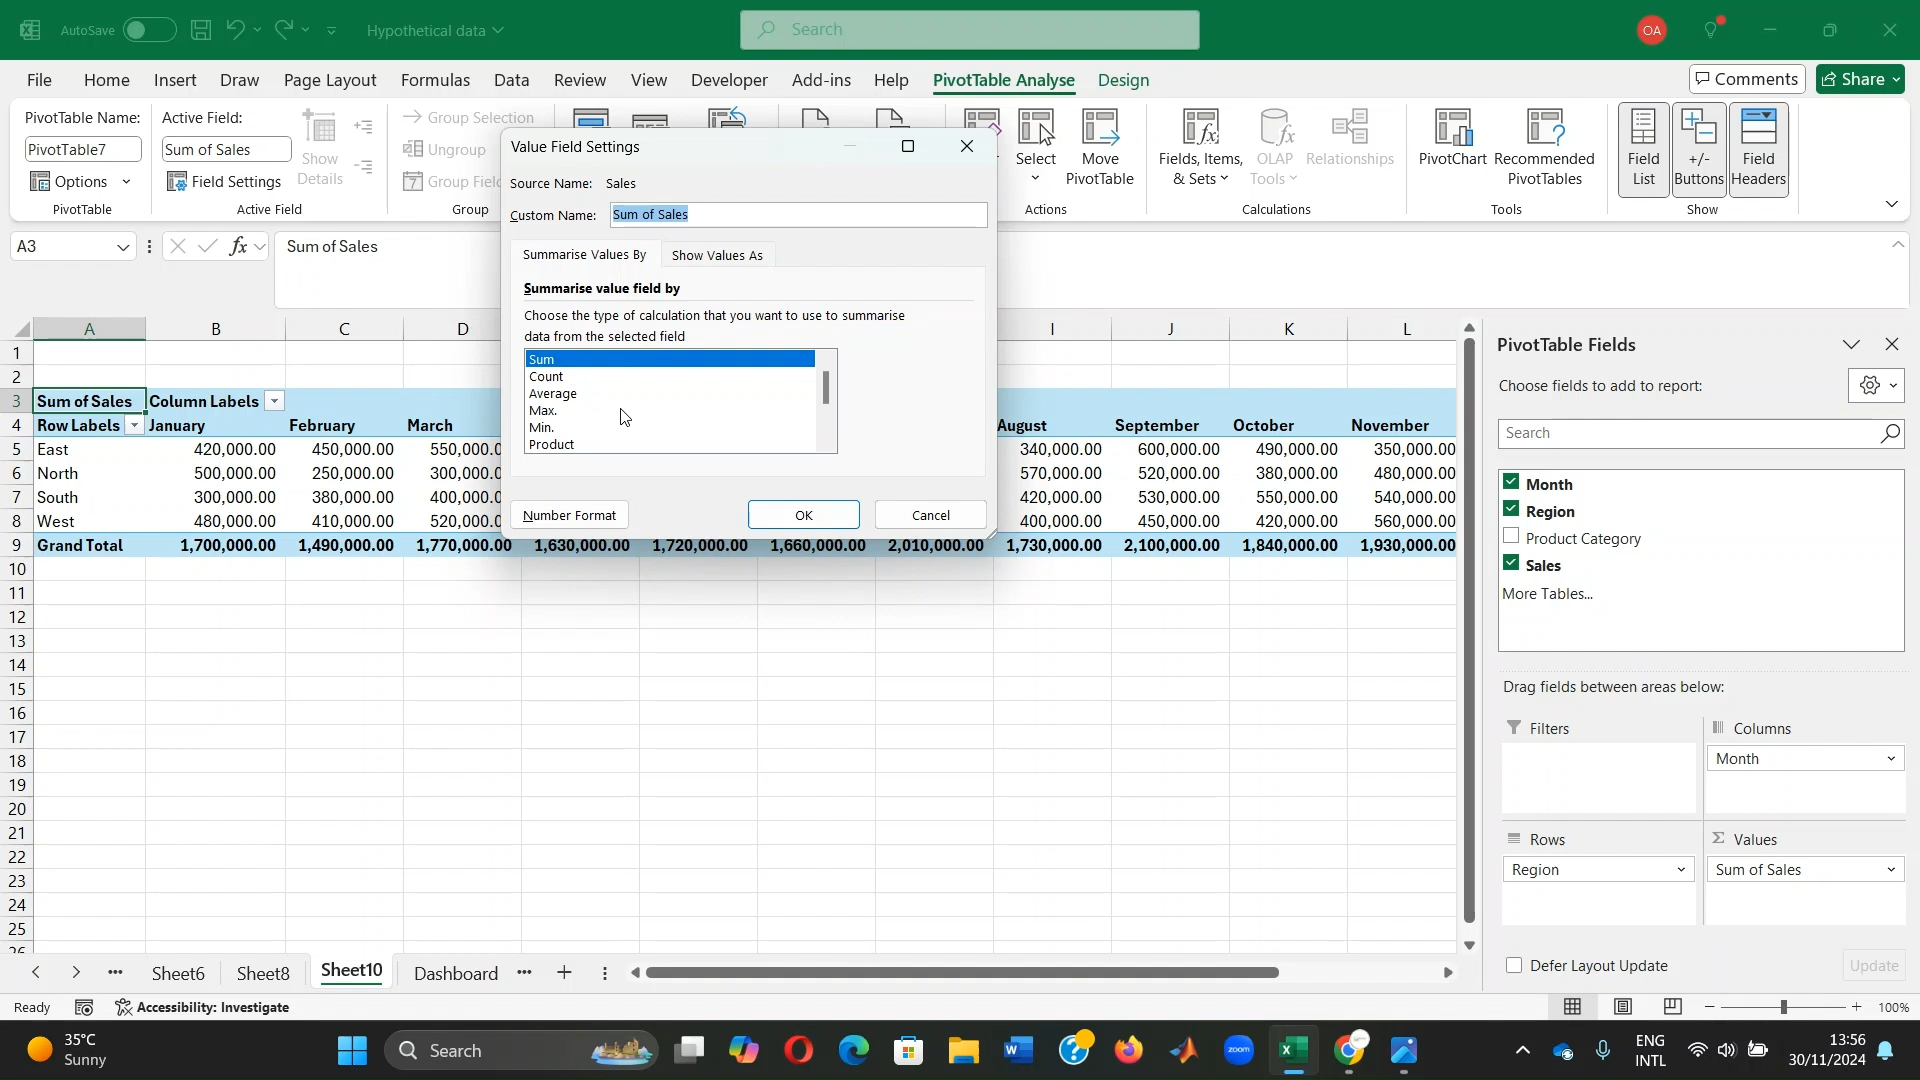 AutoSave
Hypothetical data
Search
OA
File Home Insert Draw Page Layout Formulas Data Review View Developer Add-ins Help PivotTable Analyse Design
Comments Share
PivotTable Name:
PivotTable7
Options
PivotTable
Active Field:
Sum of Sales
Field Settings
Show
Details
Active Field
Group Selection
Ungroup
Group
Select
Move
PivotTable
Actions
Fields, Items,
& Sets
OLAP
Tools
Relationships
Calculations
PivotChart
Recommended
PivotTables
Tools
Field
List
+/-
Buttons
Field
Headers
Show
A3
fx
Sum of Sales
Value Field Settings
Source Name: Sales
Custom Name: Sum of Sales
Summarise Values By Show Values As
Summarise value field by
Choose the type of calculation that you want to use to summarise
data from the selected field
Sum
Count
Average
Max.
Min.
Product
Number Format OK Cancel
A B C D I J K L
1
2
3 Sum of Sales Column Labels
4 Row Labels January February March August September October November
5 East 420,000.00 450,000.00 340,000.00 600,000.00 490,000.00 350,000.00
6 North 500,000.00 250,000.00 570,000.00 520,000.00 380,000.00 480,000.00
7 South 300,000.00 380,000.00 420,000.00 530,000.00 550,000.00 540,000.00
8 West 480,000.00 410,000.00 400,000.00 450,000.00 420,000.00 560,000.00
9 Grand Total 1,700,000.00 1,490,000.00 1,770,000.00 1,630,000.00 1,720,000.00 1,660,000.00 2,010,000.00 1,730,000.00 2,100,000.00 1,840,000.00 1,930,000.00
10
11
12
13
14
15
16
17
18
19
20
21
22
23
24
25
26
PivotTable Fields
Choose fields to add to report:
Search
Month
Region
Product Category
Sales
More Tables...
Drag fields between areas below:
Filters
Columns
Month
Rows
Region
Values
Sum of Sales
Defer Layout Update
Update
Sheet6 Sheet8 Sheet10 Dashboard
Ready
Accessibility: Investigate
100%
35°C
Sunny
Search
zoom
ENG
INTL
13:56
30/11/2024